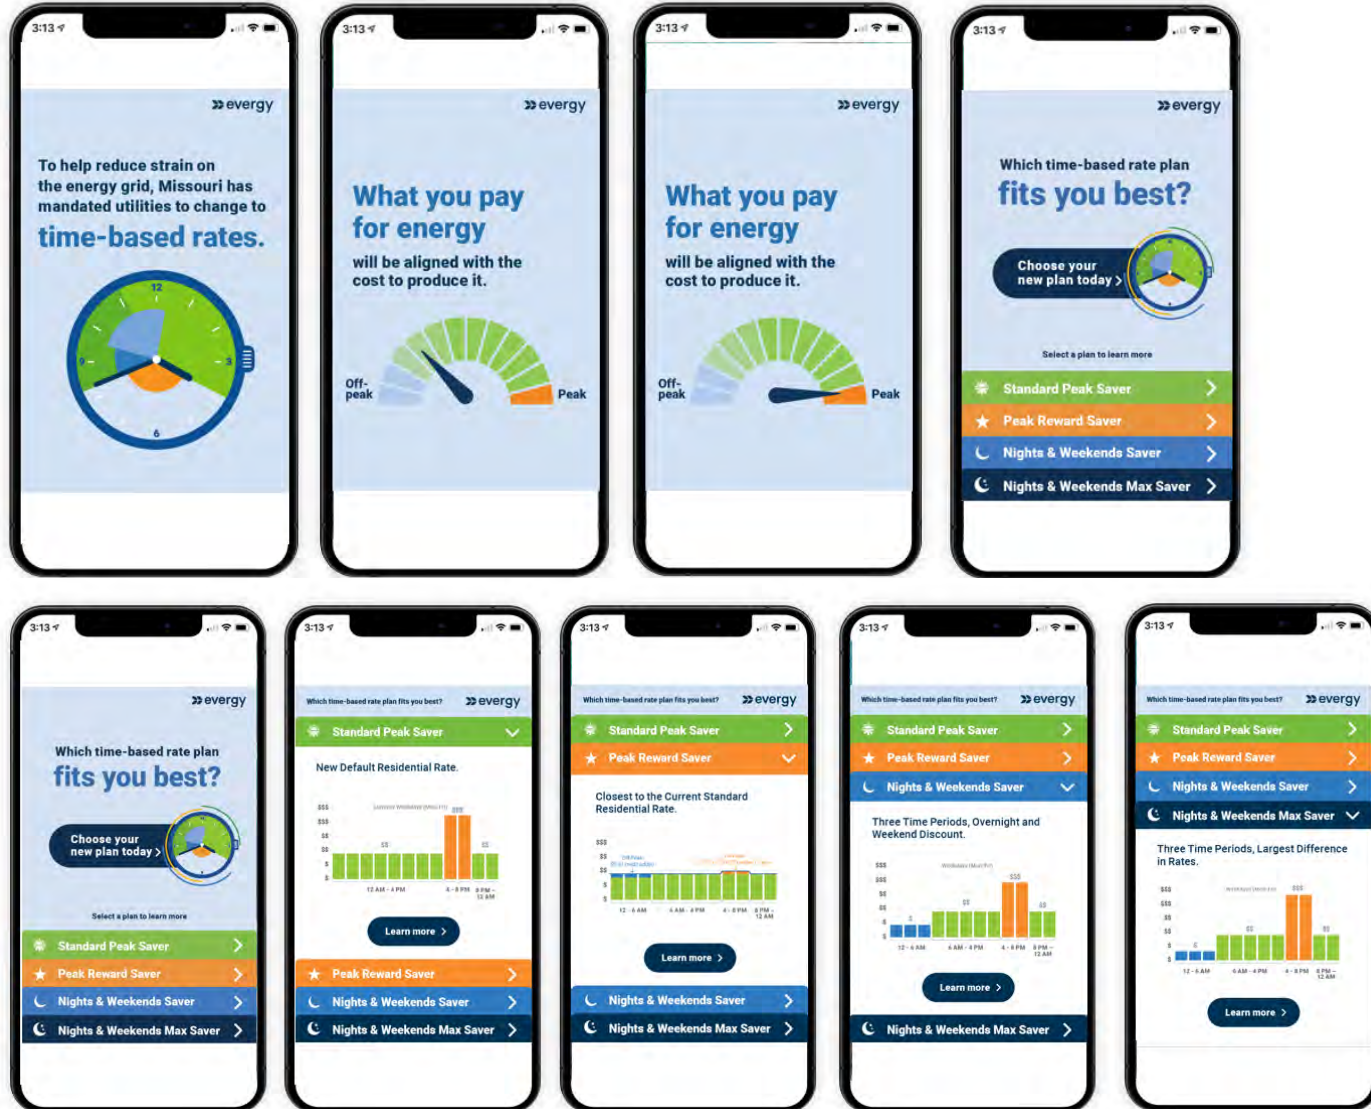 3:13
evergy
To help reduce strain on
the energy grid, Missouri has
mandated utilities to change to
time-based rates.
12
9
3
6
3:13
evergy
What you pay
for energy
will be aligned with the
cost to produce it.
Off-
peak
Peak
3:13
evergy
What you pay
for energy
will be aligned with the
cost to produce it.
Off-
peak
Peak
3:13
evergy
Which time-based rate plan
fits you best?
Choose your
new plan today >
Select a plan to learn more
Standard Peak Saver
Peak Reward Saver
Nights & Weekends Saver
Nights & Weekends Max Saver
3:13
evergy
Which time-based rate plan
fits you best?
Choose your
new plan today >
Select a plan to learn more
Standard Peak Saver
Peak Reward Saver
Nights & Weekends Saver
Nights & Weekends Max Saver
3:13
Which time-based rate plan fits you best? evergy
Standard Peak Saver
New Default Residential Rate.
$$$
$$$
$$
$$
$
$$
$$$
$$
12 AM - 4 PM
4 - 8 PM
8 PM -
12 AM
Learn more >
Peak Reward Saver
Nights & Weekends Saver
Nights & Weekends Max Saver
3:13
Which time-based rate plan fits you best? evergy
Standard Peak Saver
Peak Reward Saver
Closest to the Current Standard
Residential Rate.
$$$
$$
$$
$
12 - 6 AM
6 AM - 4 PM
4 - 8 PM
8 PM -
12 AM
Learn more >
Nights & Weekends Saver
Nights & Weekends Max Saver
3:13
Which time-based rate plan fits you best? evergy
Standard Peak Saver
Peak Reward Saver
Nights & Weekends Saver
Three Time Periods, Overnight and
Weekend Discount.
$$$
$$$
$$
$$
$
$
$$
$$$
$$
12 - 6 AM
6 AM - 4 PM
4 - 8 PM
8 PM -
12 AM
Learn more >
Nights & Weekends Max Saver
3:13
Which time-based rate plan fits you best? evergy
Standard Peak Saver
Peak Reward Saver
Nights & Weekends Saver
Nights & Weekends Max Saver
Three Time Periods, Largest Difference
in Rates.
$$$
$$$
$$
$$
$
$
$$
$$$
$$
12 - 6 AM
6 AM - 4 PM
4 - 8 PM
8 PM -
12 AM
Learn more >